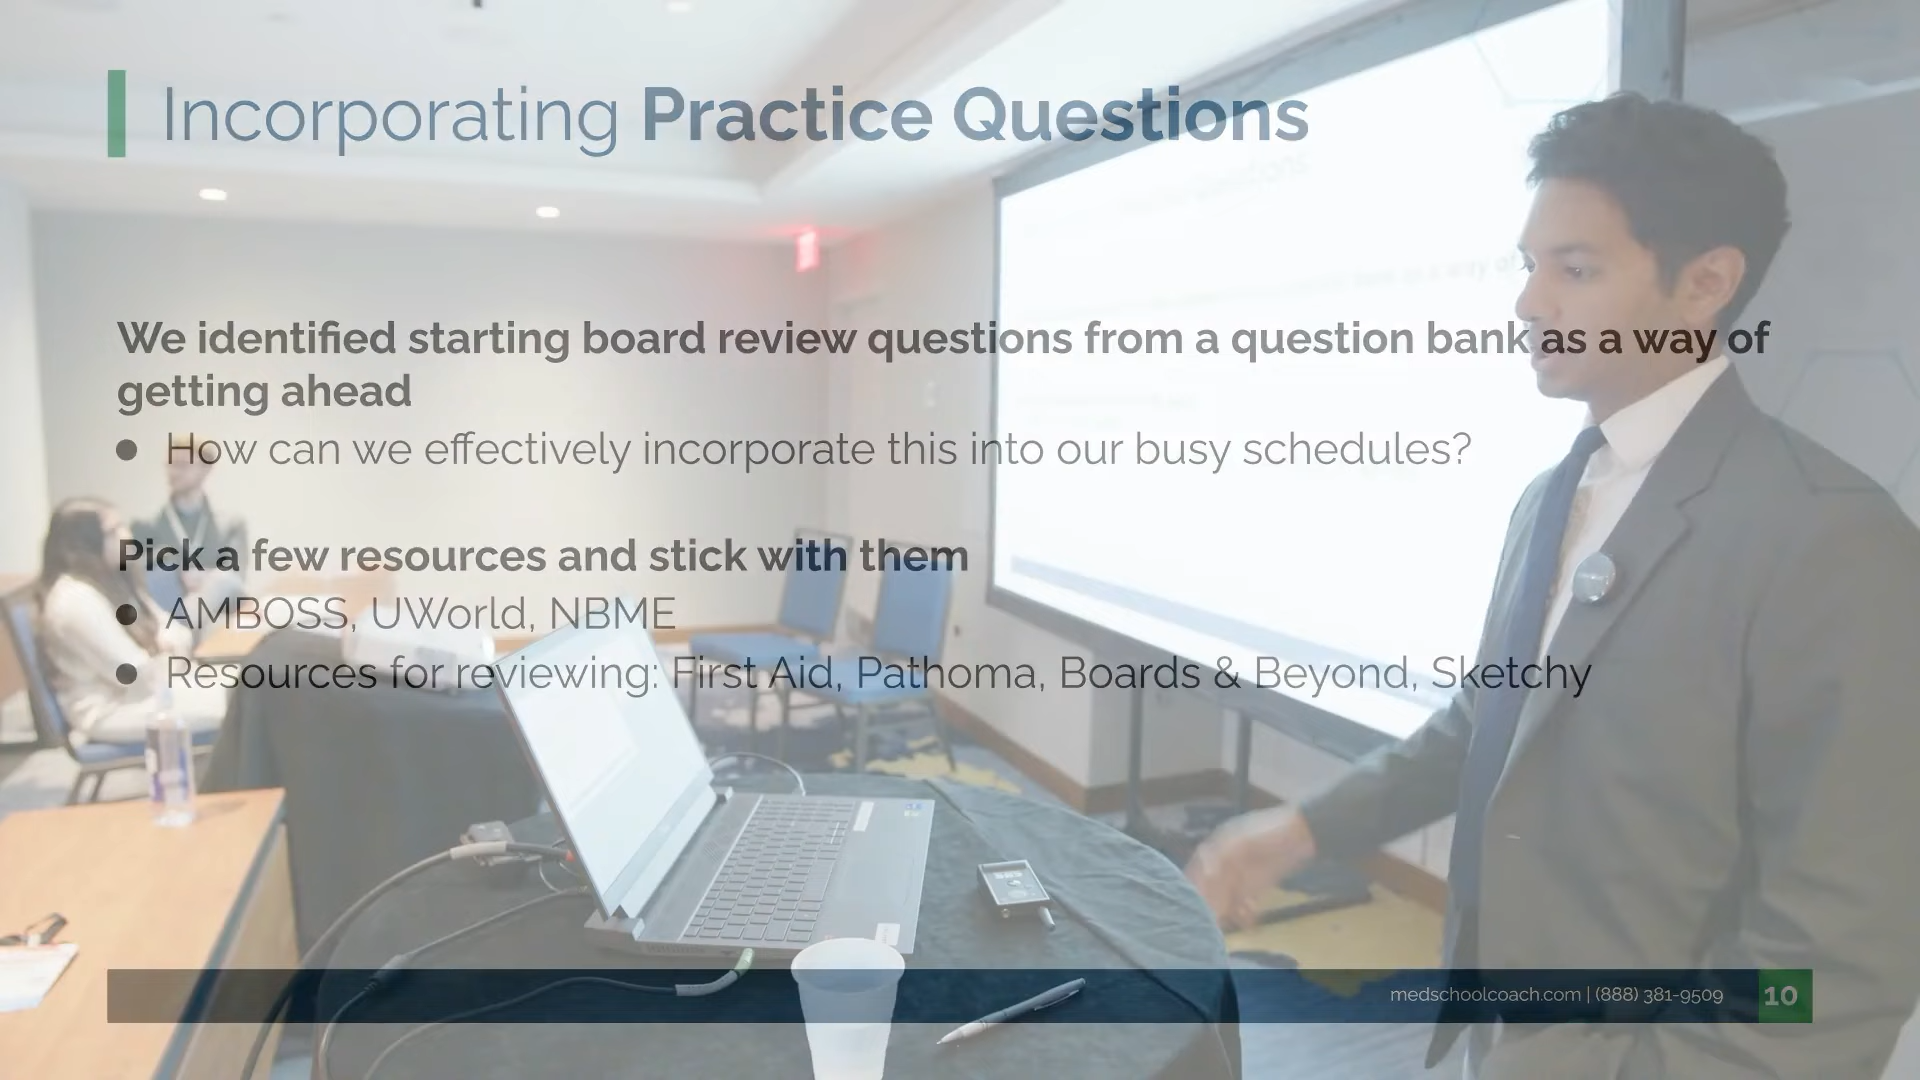 Incorporating Practice Questions
We identified starting board review questions from a question bank as a way of
getting ahead
● How can we effectively incorporate this into our busy schedules?
Pick a few resources and stick with them
● AMBOSS, UWorld, NBME
● Resources for reviewing: First Aid, Pathoma, Boards & Beyond, Sketchy
medschoolcoach.com | (888) 381-9509 10